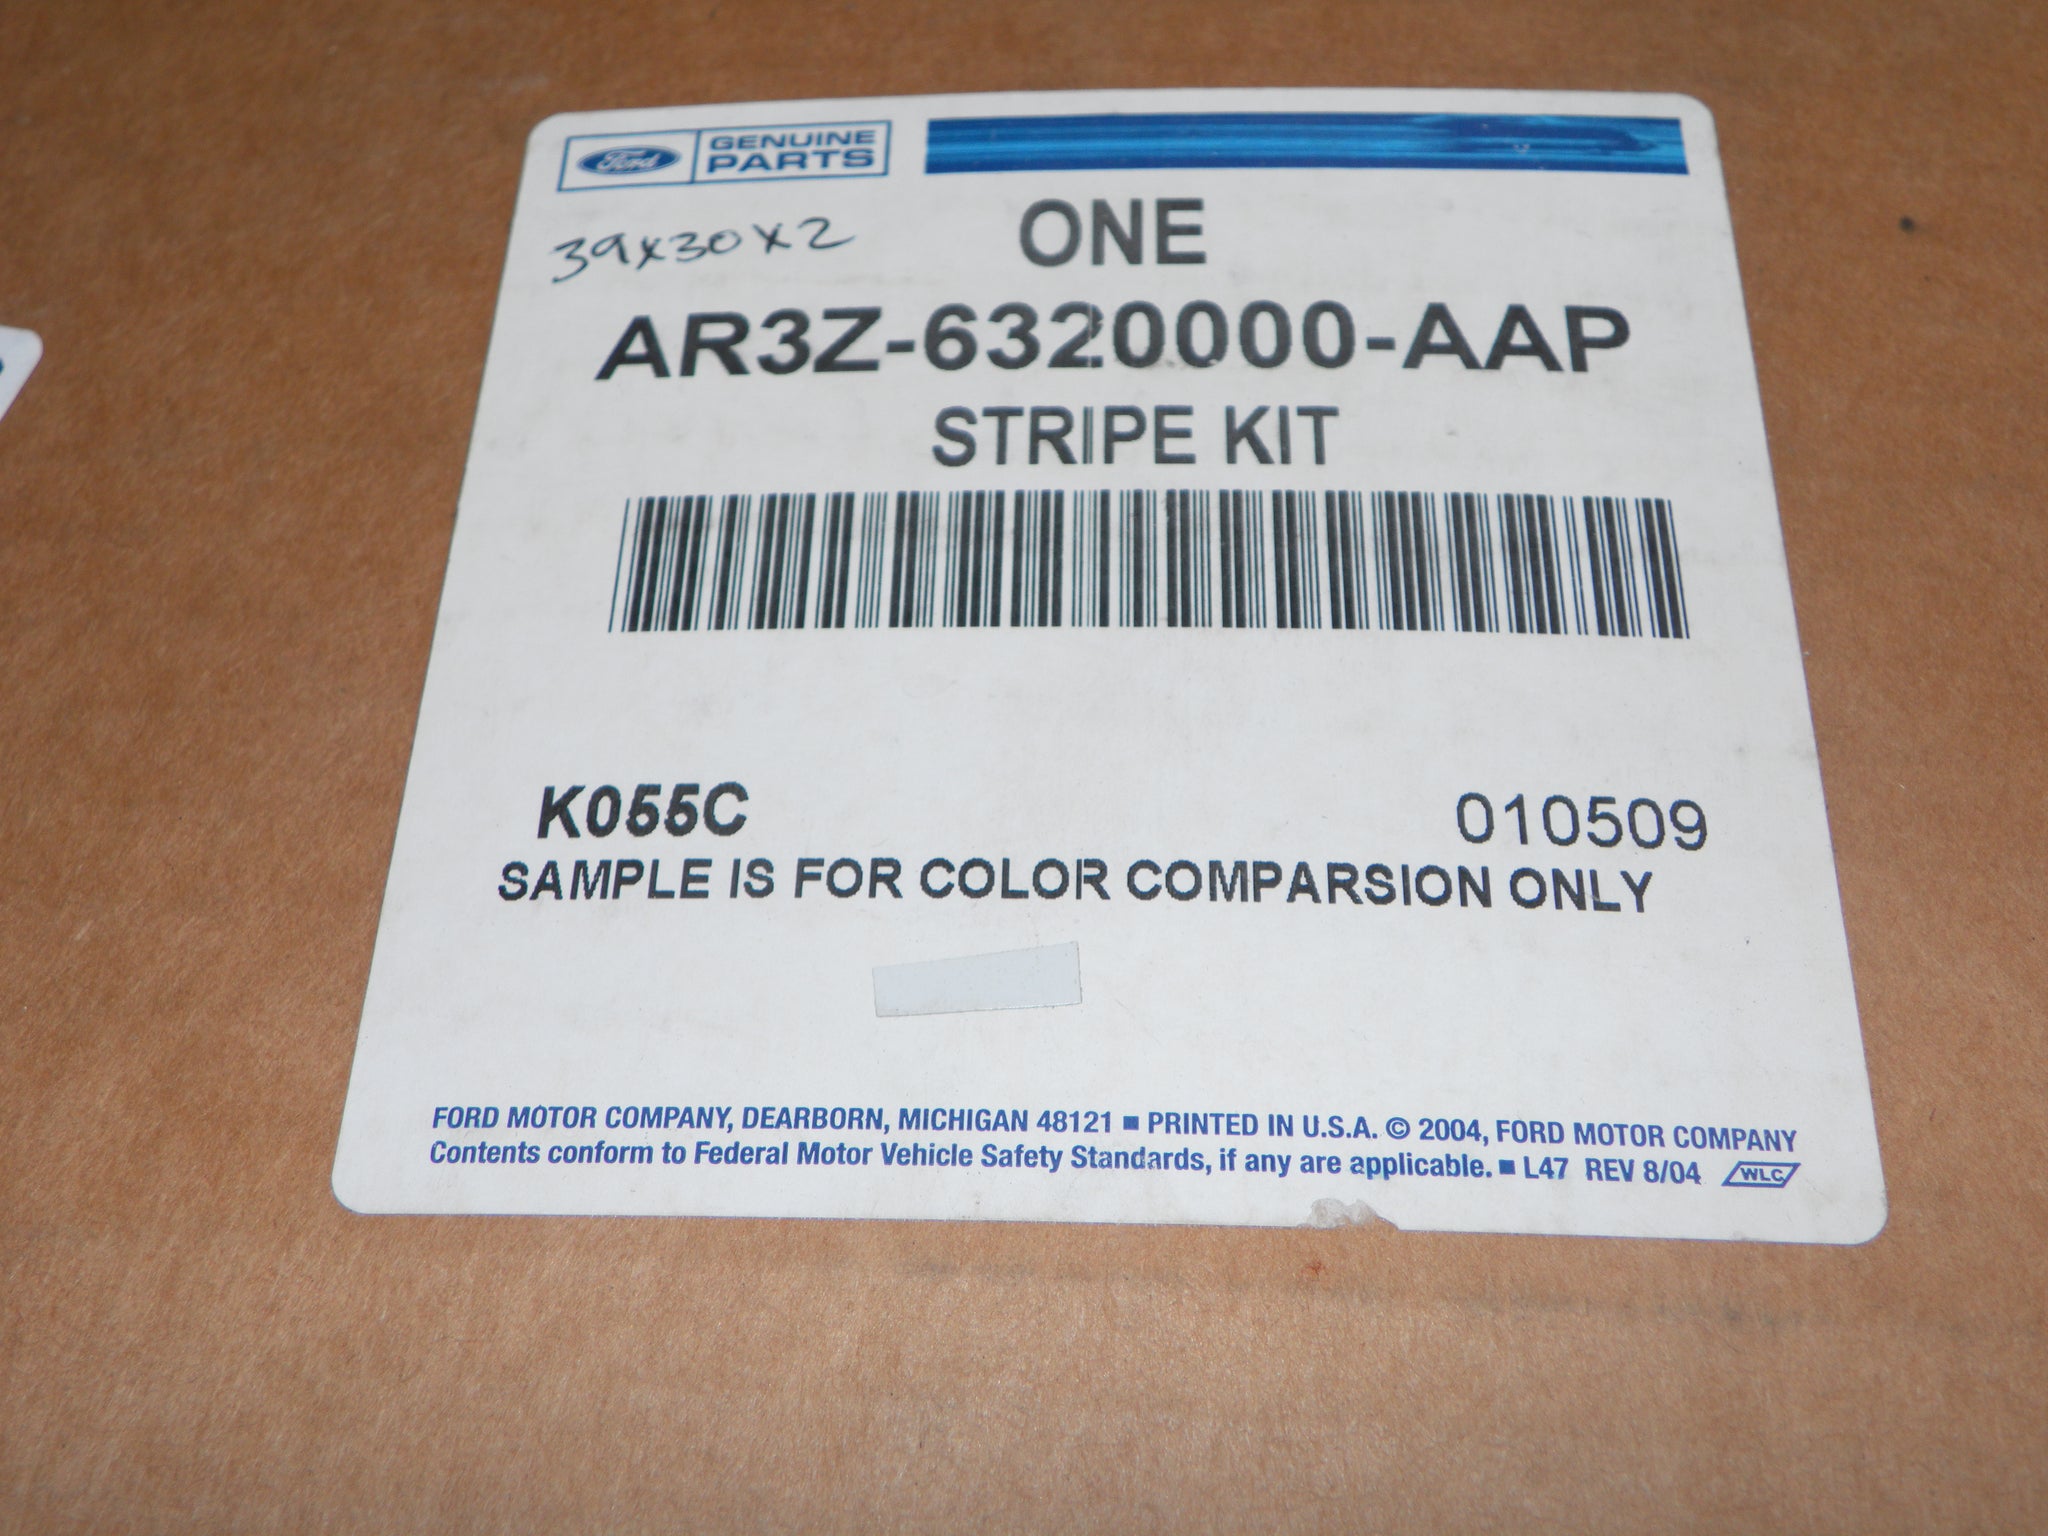 Ford GENUINE PARTS
39x30x2
ONE
AR3Z-6320000-AAP
STRIPE KIT
K055C 010509
SAMPLE IS FOR COLOR COMPARSION ONLY
FORD MOTOR COMPANY, DEARBORN, MICHIGAN 48121 ■ PRINTED IN U.S.A. © 2004, FORD MOTOR COMPANY
Contents conform to Federal Motor Vehicle Safety Standards, if any are applicable. ■ L47 REV 8/04 WLC